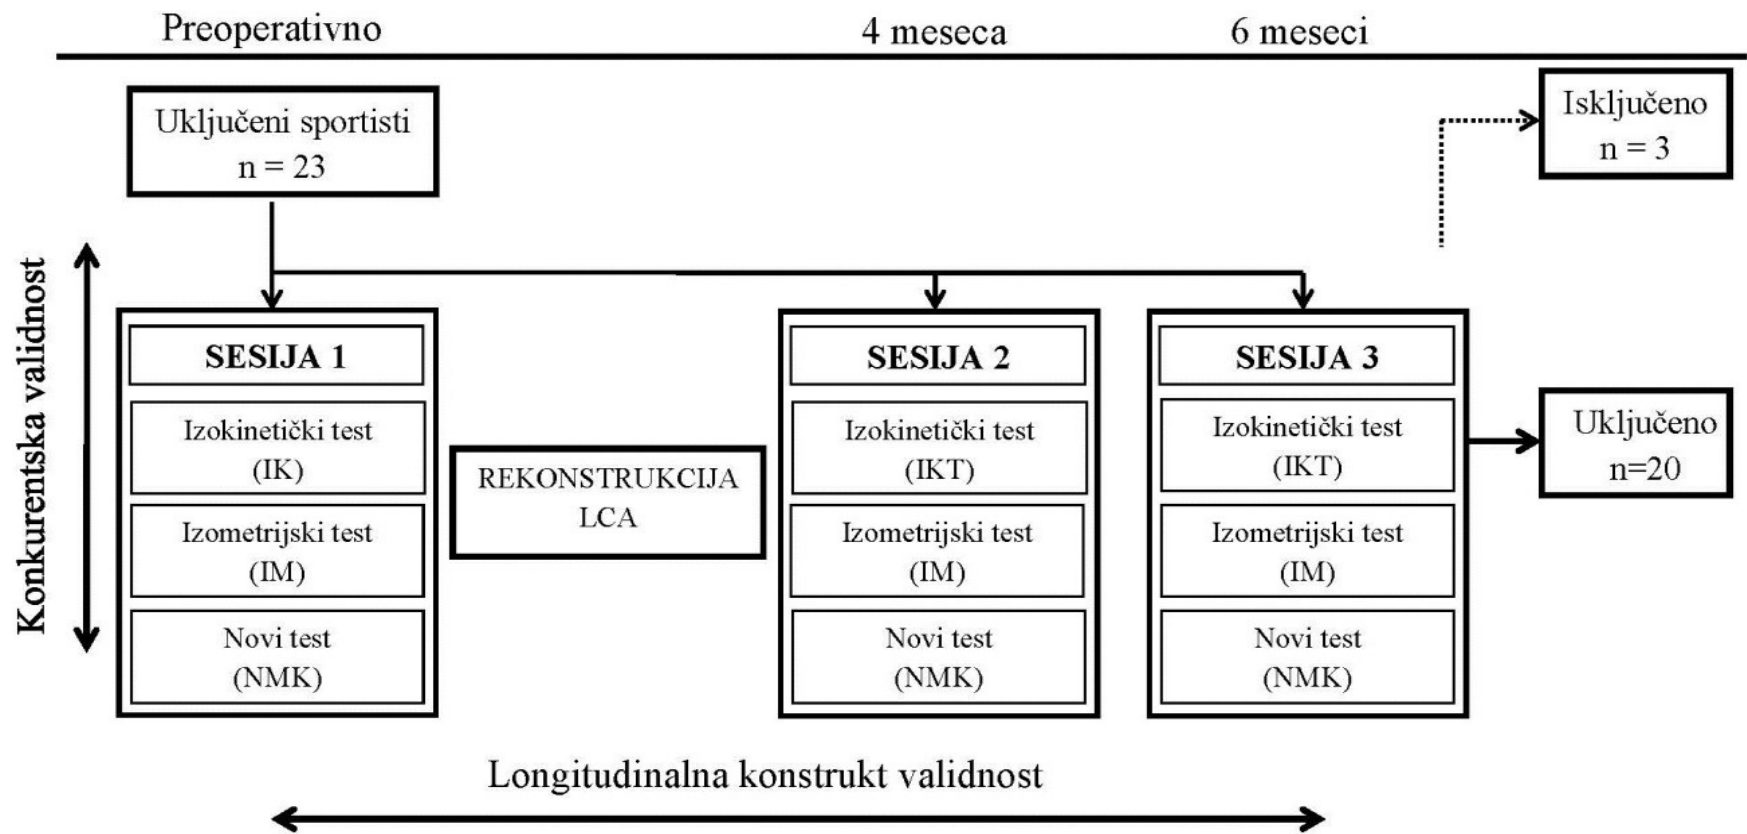 Preoperativno
4 meseca
6 meseci
Uključeni sportisti
n = 23
Isključeno
n = 3
Konkurentska validnost
SESIJA 1
Izokinetički test
(IK)
Izometrijski test
(IM)
Novi test
(NMK)
REKONSTRUKCIJA
LCA
SESIJA 2
Izokinetički test
(IKT)
Izometrijski test
(IM)
Novi test
(NMK)
SESIJA 3
Izokinetički test
(IKT)
Izometrijski test
(IM)
Novi test
(NMK)
Uključeno
n=20
Longitudinalna konstrukt validnost